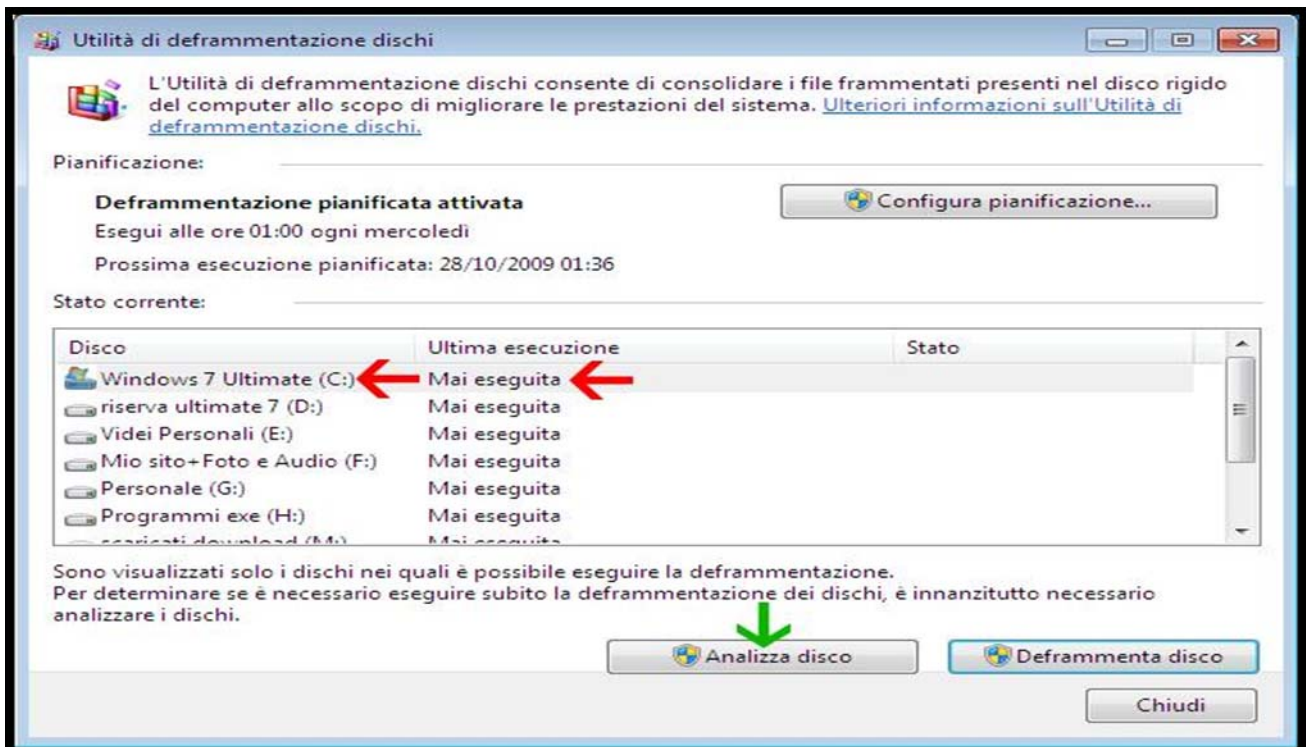 Utilità di deframmentazione dischi
L'Utilità di deframmentazione dischi consente di consolidare i file frammentati presenti nel disco rigido
del computer allo scopo di migliorare le prestazioni del sistema. Ulteriori informazioni sull'Utilità di
deframmentazione dischi.
Pianificazione:
Deframmentazione pianificata attivata
Configura pianificazione...
Esegui alle ore 01:00 ogni mercoledì
Prossima esecuzione pianificata: 28/10/2009 01:36
Stato corrente:
Disco Ultima esecuzione Stato
Windows 7 Ultimate (C:) Mai eseguita
riserva ultimate 7 (D:) Mai eseguita
Videi Personali (E:) Mai eseguita
Mio sito+Foto e Audio (F:) Mai eseguita
Personale (G:) Mai eseguita
Programmi exe (H:) Mai eseguita
scaricati download (M:) Mai eseguita
Sono visualizzati solo i dischi nei quali è possibile eseguire la deframmentazione.
Per determinare se è necessario eseguire subito la deframmentazione dei dischi, è innanzitutto necessario
analizzare i dischi.
Analizza disco Deframmenta disco
Chiudi